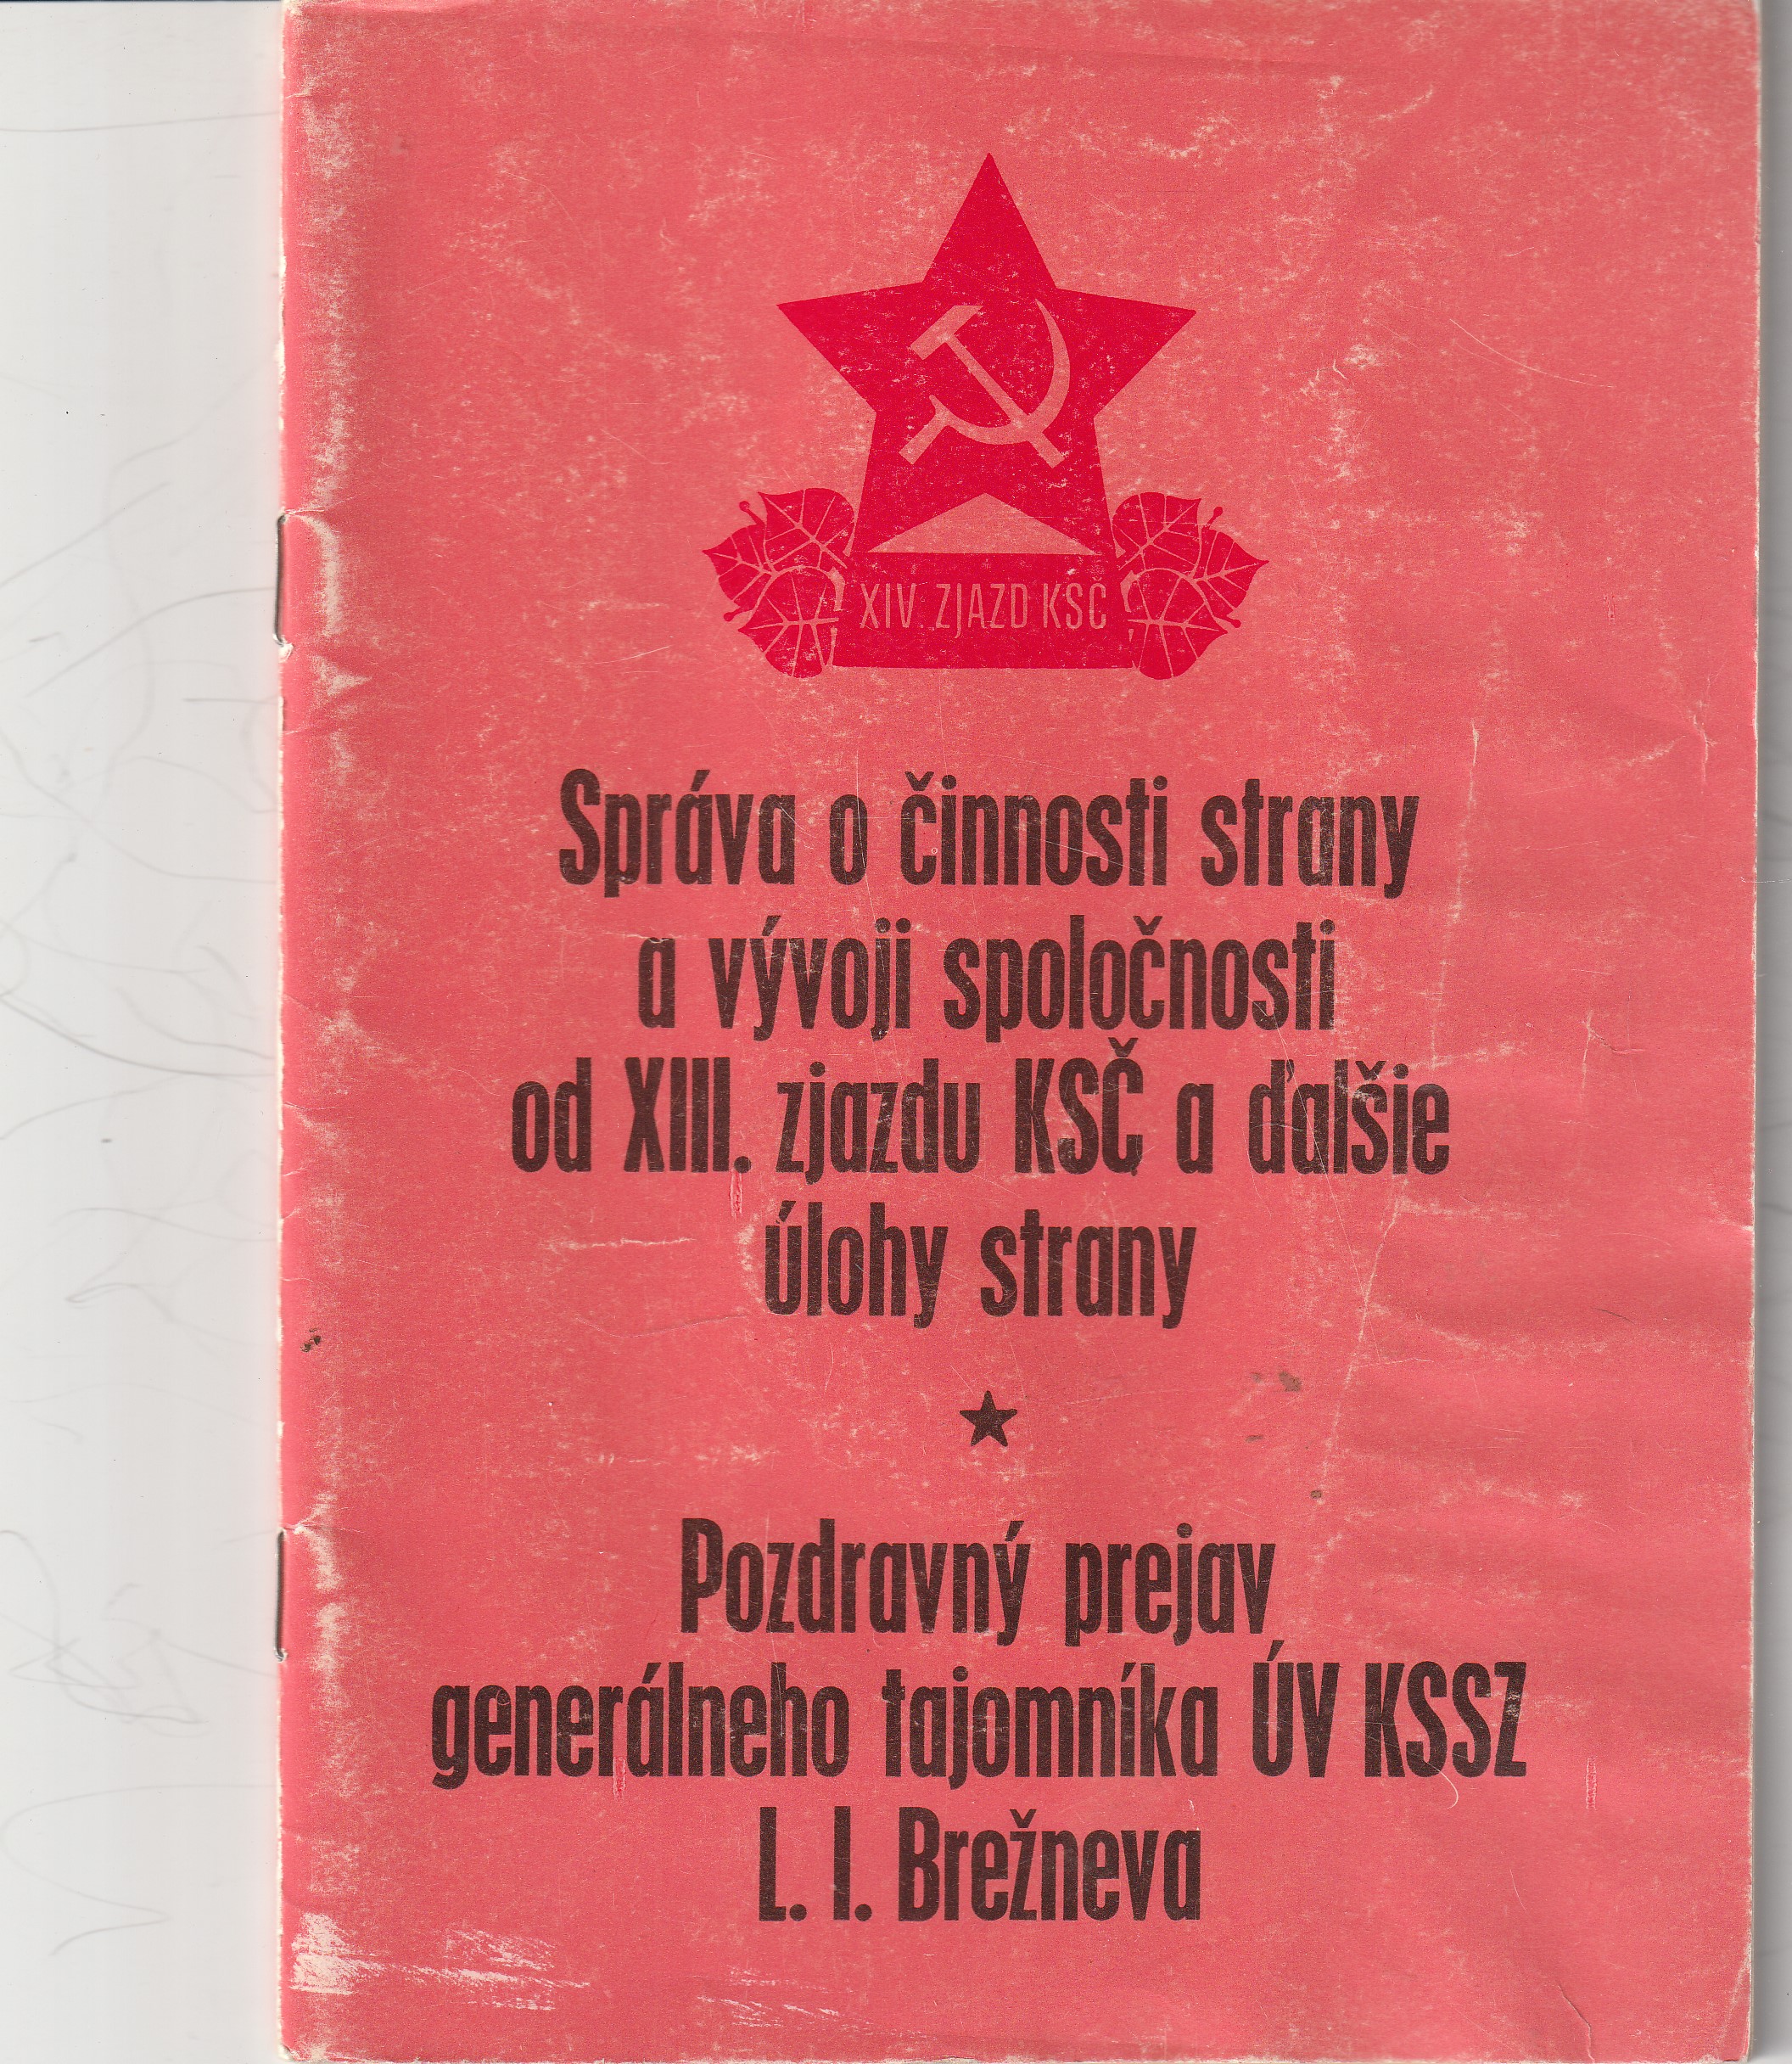 XIV. ZJAZD KSČ
Správa o činnosti strany
a vývoji spoločnosti
od XIII. zjazdu KSČ a ďalšie
úlohy strany
Pozdravný prejav
generálneho tajomníka ÚV KSSZ
L. I. Brežneva